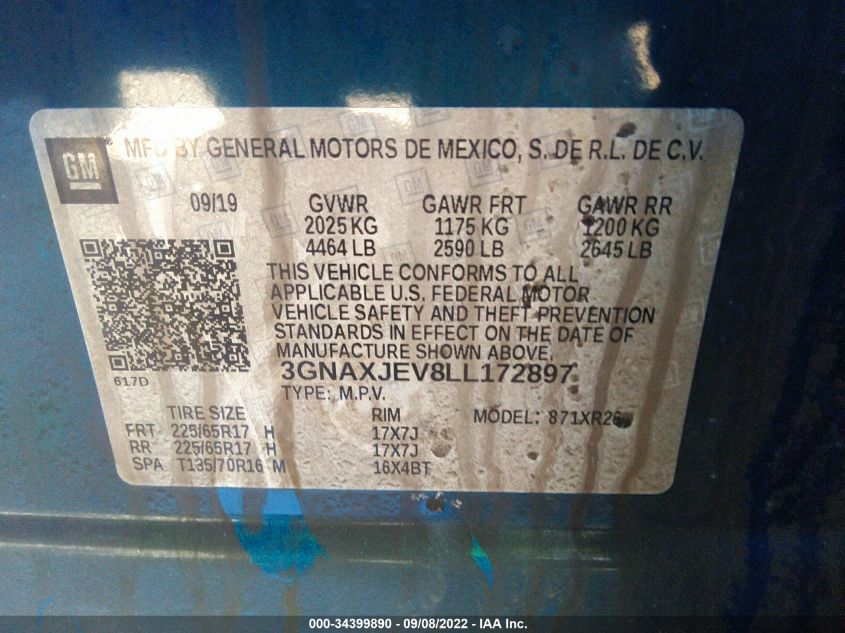 GM ® MFD BY GENERAL MOTORS DE MEXICO, S. DE R.L. DE C.V.
09/19 GVWR GAWR FRT GAWR RR
2025 KG 1175 KG 1200 KG
4464 LB 2590 LB 2645 LB
THIS VEHICLE CONFORMS TO ALL
APPLICABLE U.S. FEDERAL MOTOR
VEHICLE SAFETY AND THEFT PREVENTION
STANDARDS IN EFFECT ON THE DATE OF
MANUFACTURE SHOWN ABOVE.
617D 3GNAXJEV8LL172897
TYPE: M.P.V.
TIRE SIZE RIM MODEL: 871XR26
FRT 225/65R17 H 17X7J
RR 225/65R17 H 17X7J
SPA T135/70R16 M 16X4BT
000-34399890 - 09/08/2022 - IAA Inc.